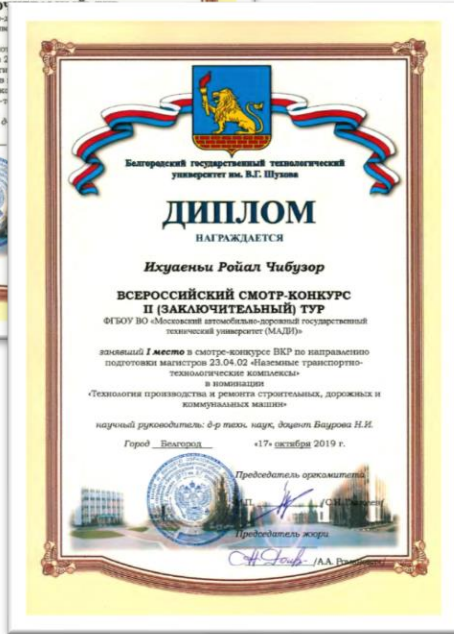 Белгородский государственный технологический
университет им. В.Г. Шухова
ДИПЛОМ
НАГРАЖДАЕТСЯ
Ихуаеньи Ройал Чибузор
ВСЕРОССИЙСКИЙ СМОТР-КОНКУРС
II (ЗАКЛЮЧИТЕЛЬНЫЙ) ТУР
ФГБОУ ВО «Московский автомобильно-дорожный государственный
технический университет (МАДИ)»
занявший I место в смотре-конкурсе ВКР по направлению
подготовки магистров 23.04.02 «Наземные транспортно-
технологические комплексы»
в номинации
«Технология производства и ремонта строительных, дорожных и
коммунальных машин»
научный руководитель: д-р техн. наук, доцент Баурова Н.И.
Город Белгород «17» октября 2019 г.
Председатель оргкомитета
Председатель жюри